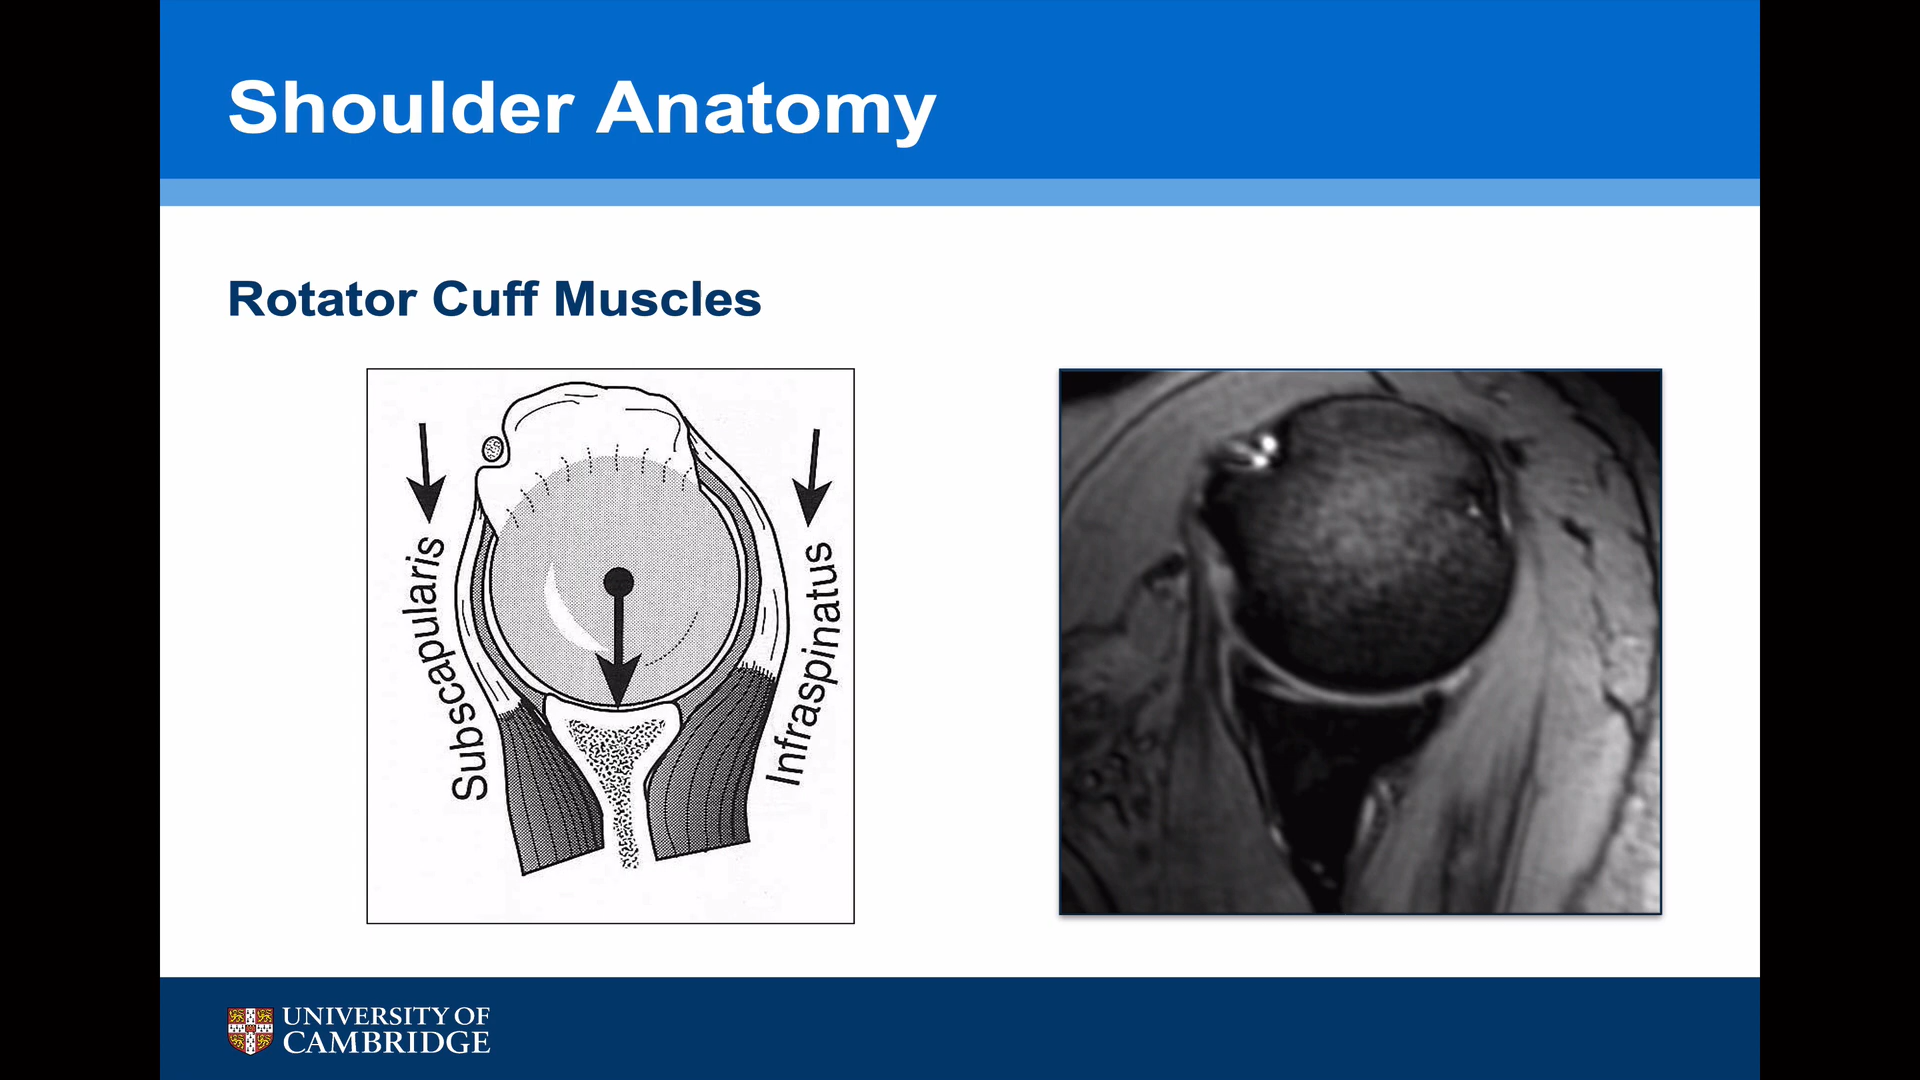 Shoulder Anatomy
Rotator Cuff Muscles
Subscapularis
Infraspinatus
UNIVERSITY OF
CAMBRIDGE